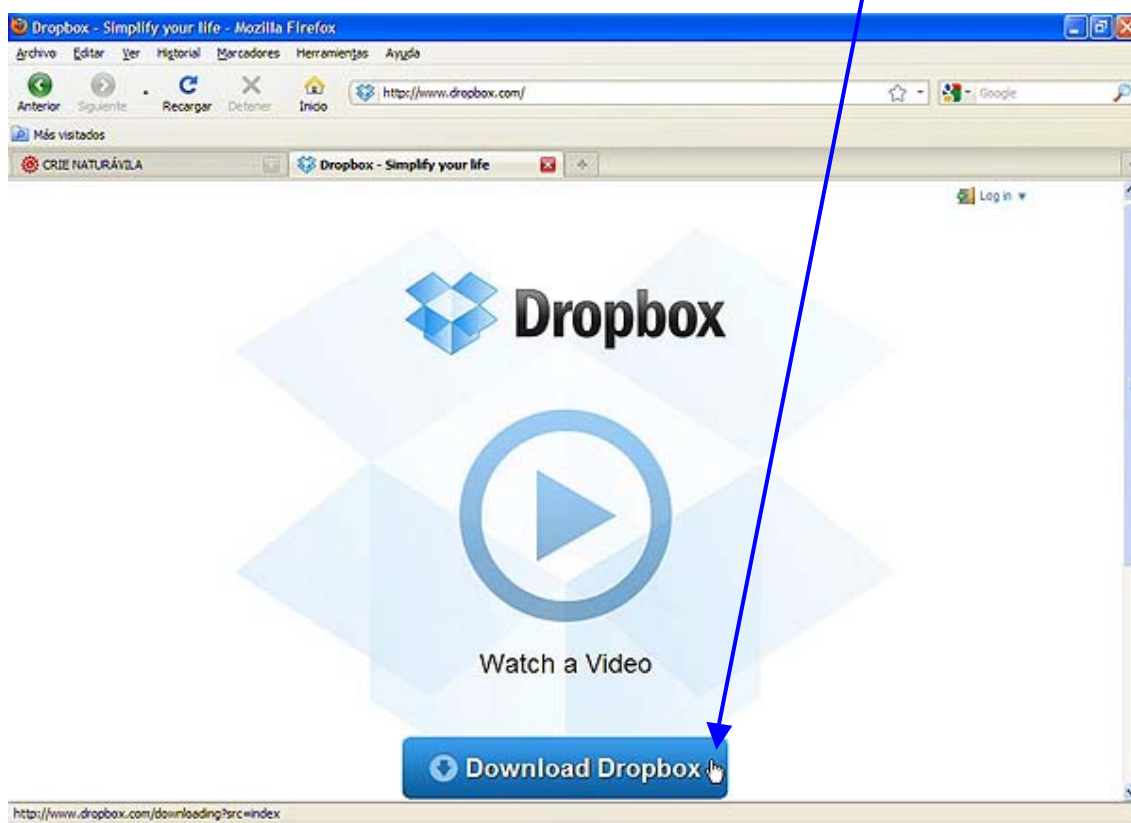 Dropbox - Simplify your life - Mozilla Firefox
Archivo Editar Ver Historial Marcadores Herramientas Ayuda
Anterior Siguiente Recargar Detener Inicio http://www.dropbox.com/ Google
Más visitados
CRIE NATURÁVILA Dropbox - Simplify your life
Log in
Dropbox
Watch a Video
Download Dropbox
http://www.dropbox.com/downloading?src=index